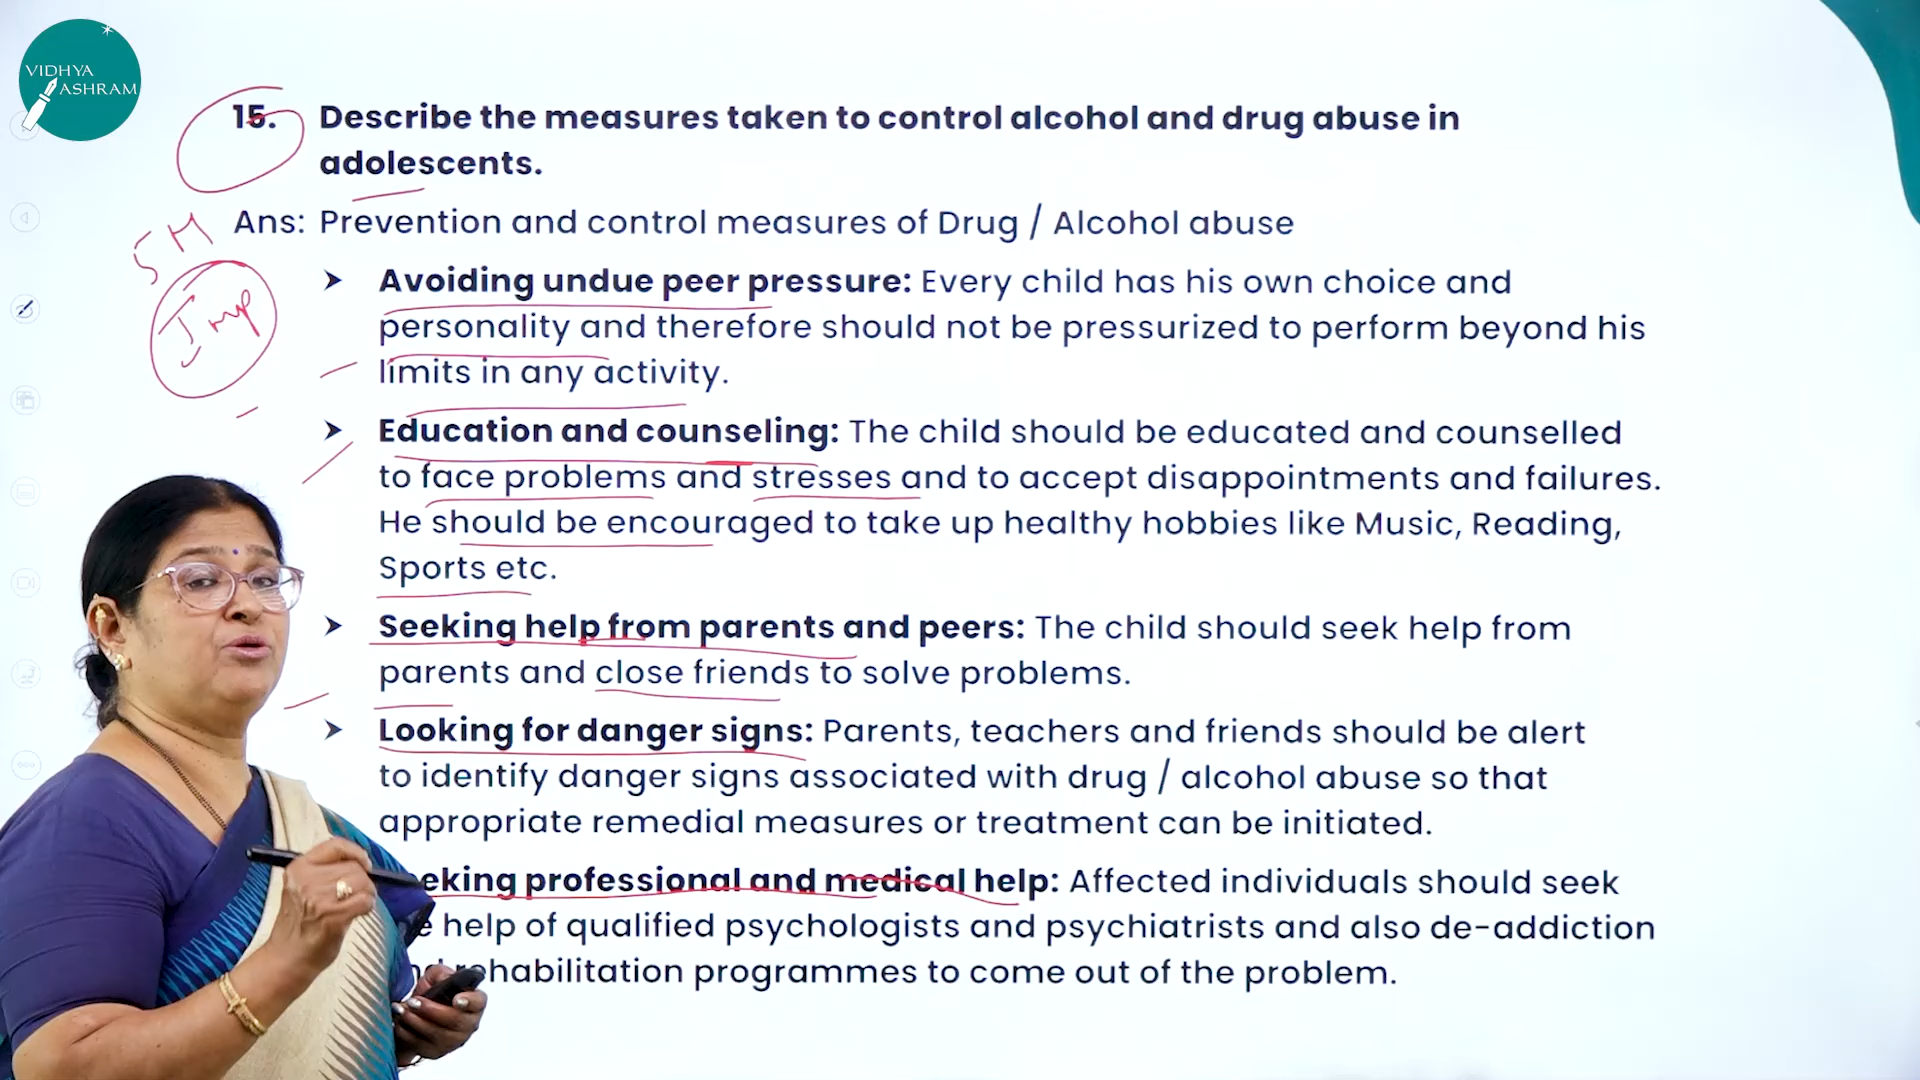 VIDHYA
ASHRAM
15. Describe the measures taken to control alcohol and drug abuse in
adolescents.
5M
Imp
Ans: Prevention and control measures of Drug / Alcohol abuse
➤ Avoiding undue peer pressure: Every child has his own choice and
personality and therefore should not be pressurized to perform beyond his
limits in any activity.
➤ Education and counseling: The child should be educated and counselled
to face problems and stresses and to accept disappointments and failures.
He should be encouraged to take up healthy hobbies like Music, Reading,
Sports etc.
➤ Seeking help from parents and peers: The child should seek help from
parents and close friends to solve problems.
➤ Looking for danger signs: Parents, teachers and friends should be alert
to identify danger signs associated with drug / alcohol abuse so that
appropriate remedial measures or treatment can be initiated.
eking professional and medical help: Affected individuals should seek
e help of qualified psychologists and psychiatrists and also de-addiction
nd rehabilitation programmes to come out of the problem.